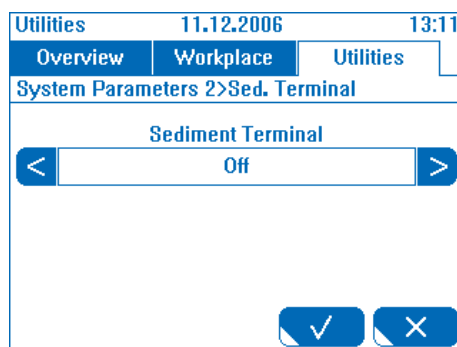 Utilities 11.12.2006 13:11
Overview Workplace Utilities
System Parameters 2>Sed. Terminal
Sediment Terminal
< Off >